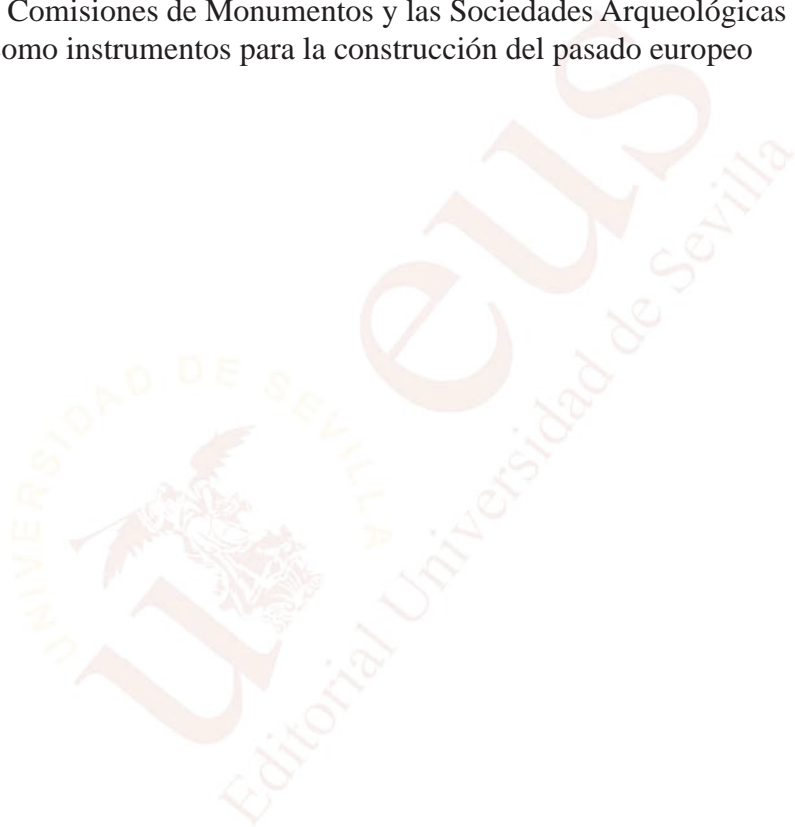 Comisiones de Monumentos y las Sociedades Arqueológicas
omo instrumentos para la construcción del pasado europeo
eus
Editorial Universidad de Sevilla
UNIVERSIDAD DE SEVILLA
u